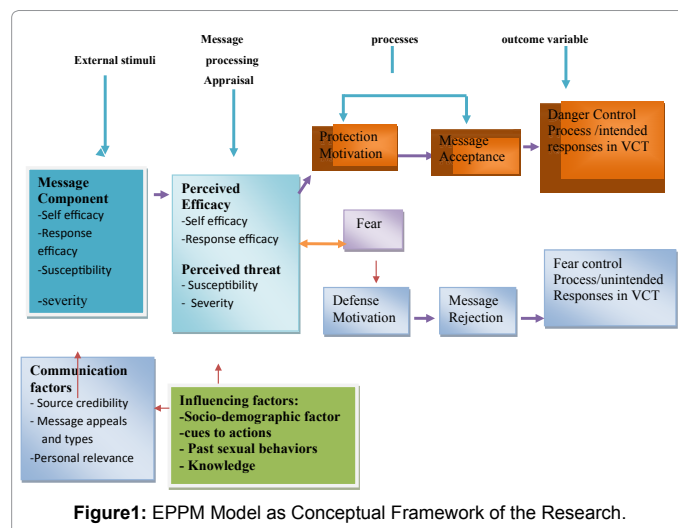 External stimuli
Message
processing
Appraisal
processes
outcome variable
Message
Component
-Self efficacy
-Response
efficacy
-Susceptibility
-severity
Perceived
Efficacy
-Self efficacy
-Response efficacy
Perceived threat
- Susceptibility
- Severity
Protection
Motivation
Message
Acceptance
Danger Control
Process /intended
responses in VCT
Fear
Defense
Motivation
Message
Rejection
Fear control
Process/unintended
Responses in VCT
Communication
factors
- Source credibility
- Message appeals
and types
-Personal relevance
Influencing factors:
-Socio-demographic factor
-cues to actions
- Past sexual behaviors
- Knowledge
Figure1: EPPM Model as Conceptual Framework of the Research.